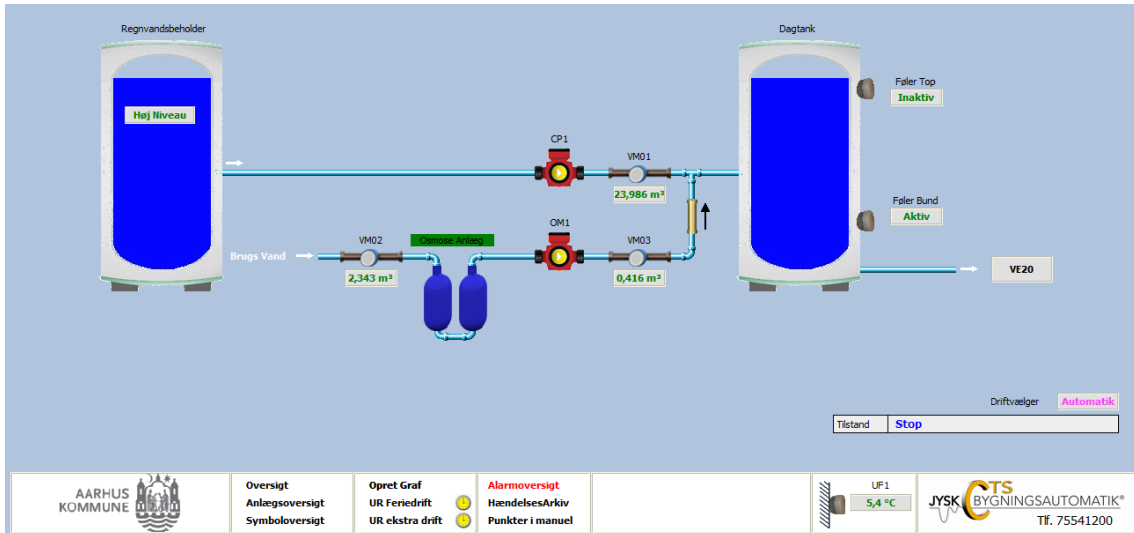 Regnvandsbeholder
Dagtank
Føler Top
Inaktiv
Høj Niveau
CP1
VM01
23,986 m³
Føler Bund
Aktiv
OM1
VM02
Osmose Anlæg
VM03
Brugs Vand
2,343 m³
0,416 m³
VE20
Driftvælger Automatik
Tilstand Stop
AARHUS
KOMMUNE
Oversigt
Anlægsoversigt
Symboloversigt
Opret Graf
UR Feriedrift
UR ekstra drift
Alarmoversigt
HændelsesArkiv
Punkter i manuel
UF1
5,4 °C
JYSK CTS
BYGNINGSAUTOMATIK®
Tlf. 75541200